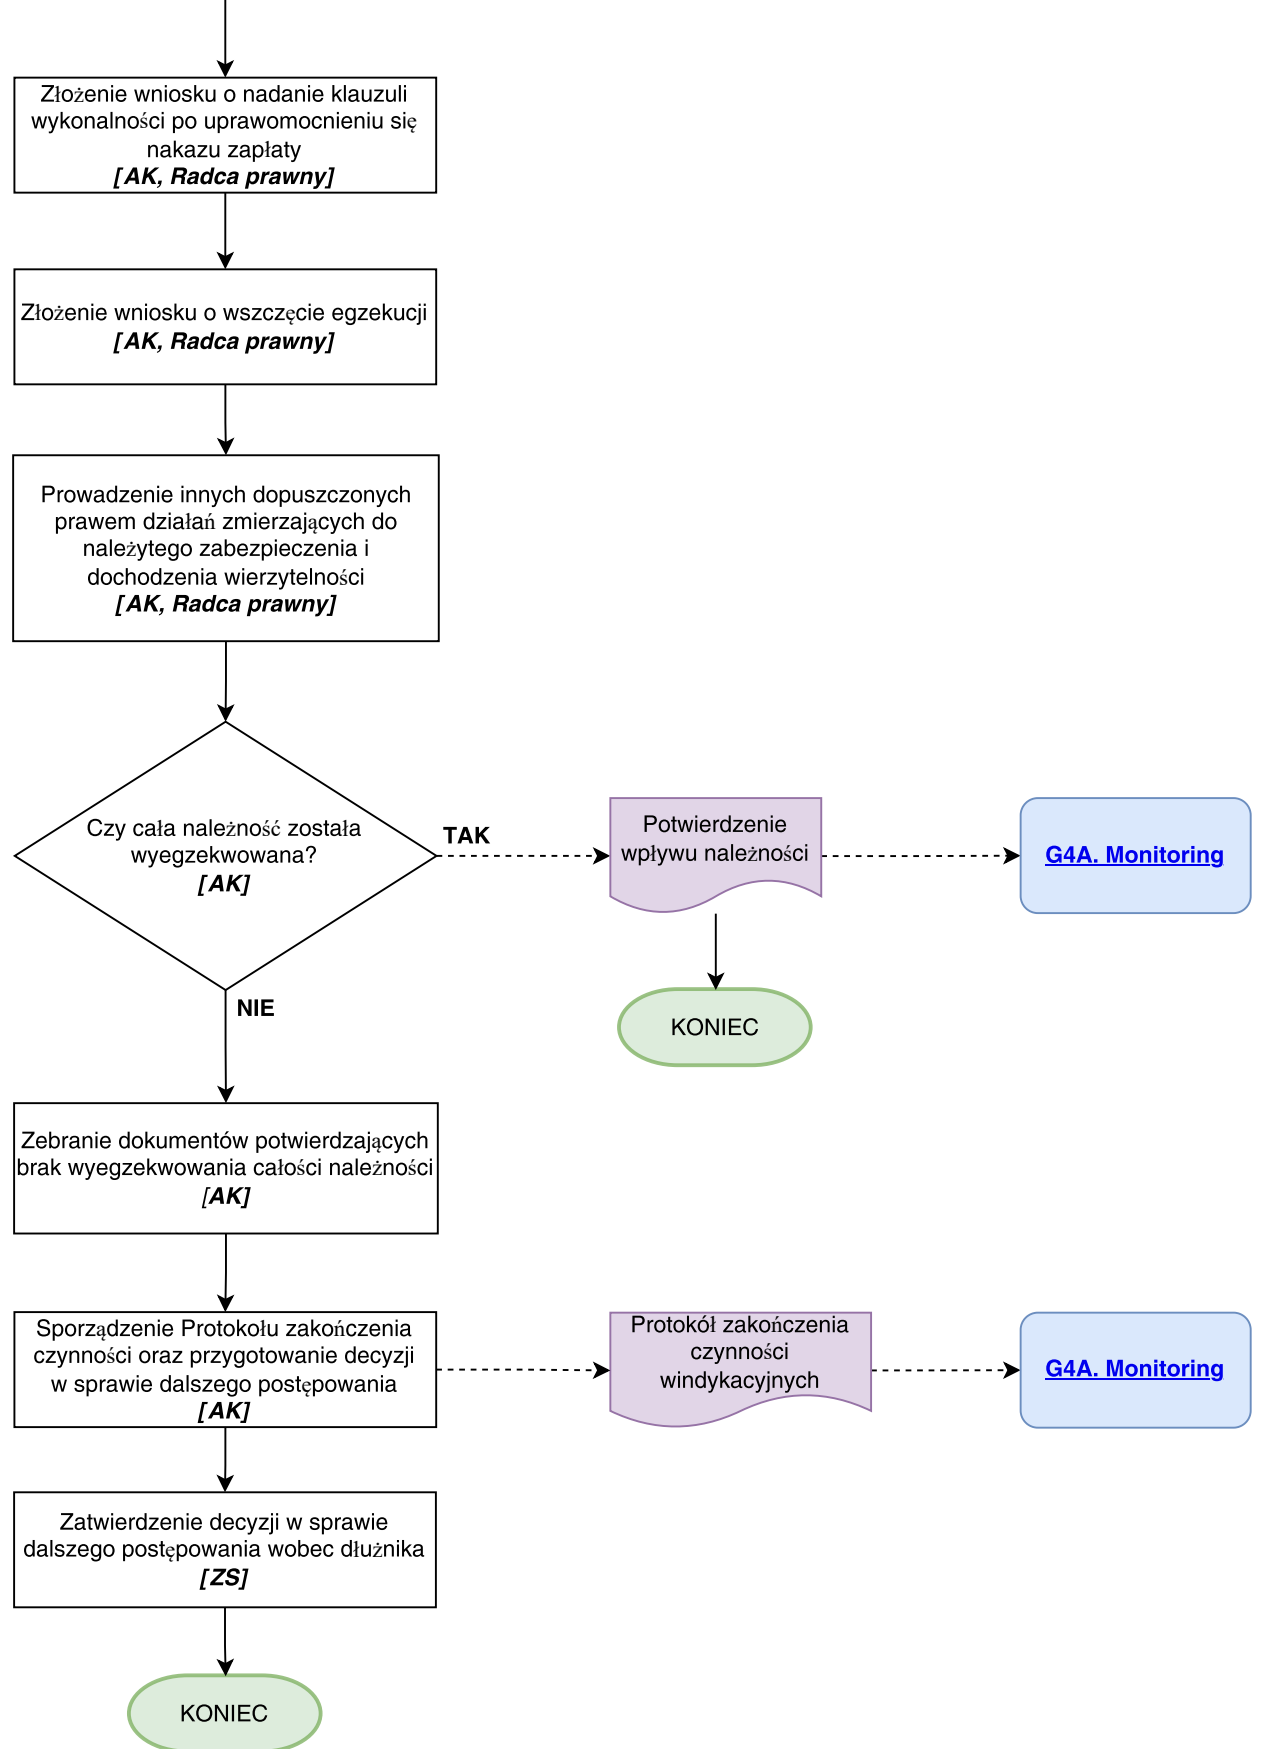 Złożenie wniosku o nadanie klauzuli
wykonalności po uprawomocnieniu się
nakazu zapłaty
[AK, Radca prawny]
Złożenie wniosku o wszczęcie egzekucji
[AK, Radca prawny]
Prowadzenie innych dopuszczonych
prawem działań zmierzających do
należytego zabezpieczenia i
dochodzenia wierzytelności
[AK, Radca prawny]
Czy cała należność została
wyegzekwowana?
[AK]
TAK
Potwierdzenie
wpływu należności
G4A. Monitoring
KONIEC
NIE
Zebranie dokumentów potwierdzających
brak wyegzekwowania całości należności
[AK]
Sporządzenie Protokołu zakończenia
czynności oraz przygotowanie decyzji
w sprawie dalszego postępowania
[AK]
Protokół zakończenia
czynności
windykacyjnych
G4A. Monitoring
Zatwierdzenie decyzji w sprawie
dalszego postępowania wobec dłużnika
[ZS]
KONIEC